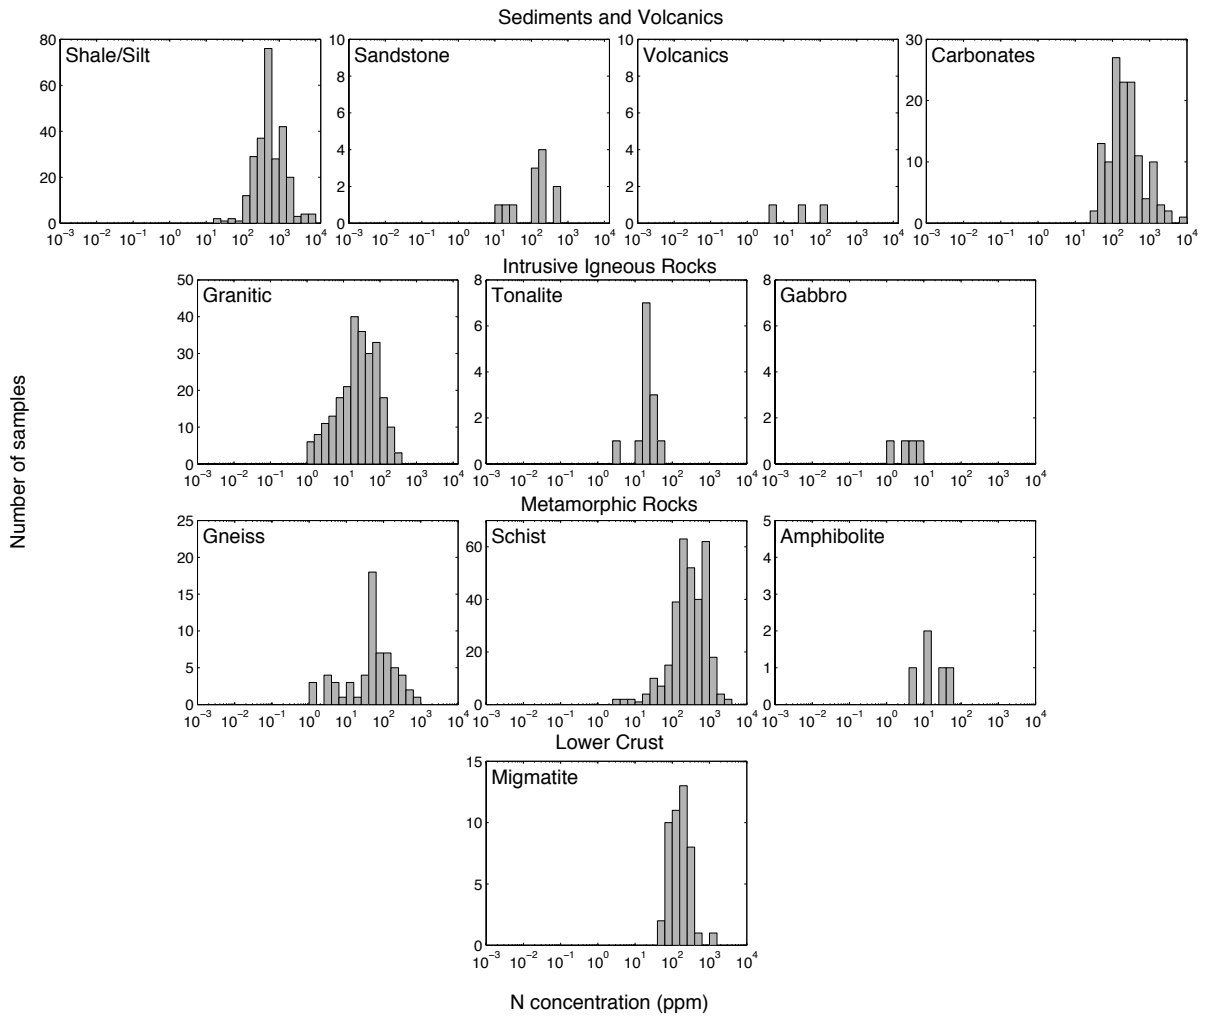 Sediments and Volcanics
80
60
40
20
0
Shale/Silt
10⁻³ 10⁻² 10⁻¹ 10⁰ 10¹ 10² 10³ 10⁴
10
8
6
4
2
0
Sandstone
10⁻³ 10⁻² 10⁻¹ 10⁰ 10¹ 10² 10³ 10⁴
10
8
6
4
2
0
Volcanics
10⁻³ 10⁻² 10⁻¹ 10⁰ 10¹ 10² 10³ 10⁴
30
20
10
0
Carbonates
10⁻³ 10⁻² 10⁻¹ 10⁰ 10¹ 10² 10³ 10⁴
Number of samples
Intrusive Igneous Rocks
50
40
30
20
10
0
Granitic
10⁻³ 10⁻² 10⁻¹ 10⁰ 10¹ 10² 10³ 10⁴
8
6
4
2
0
Tonalite
10⁻³ 10⁻² 10⁻¹ 10⁰ 10¹ 10² 10³ 10⁴
8
6
4
2
0
Gabbro
10⁻³ 10⁻² 10⁻¹ 10⁰ 10¹ 10² 10³ 10⁴
Metamorphic Rocks
25
20
15
10
5
0
Gneiss
10⁻³ 10⁻² 10⁻¹ 10⁰ 10¹ 10² 10³ 10⁴
60
40
20
0
Schist
10⁻³ 10⁻² 10⁻¹ 10⁰ 10¹ 10² 10³ 10⁴
5
4
3
2
1
0
Amphibolite
10⁻³ 10⁻² 10⁻¹ 10⁰ 10¹ 10² 10³ 10⁴
Lower Crust
15
10
5
0
Migmatite
10⁻³ 10⁻² 10⁻¹ 10⁰ 10¹ 10² 10³ 10⁴
N concentration (ppm)